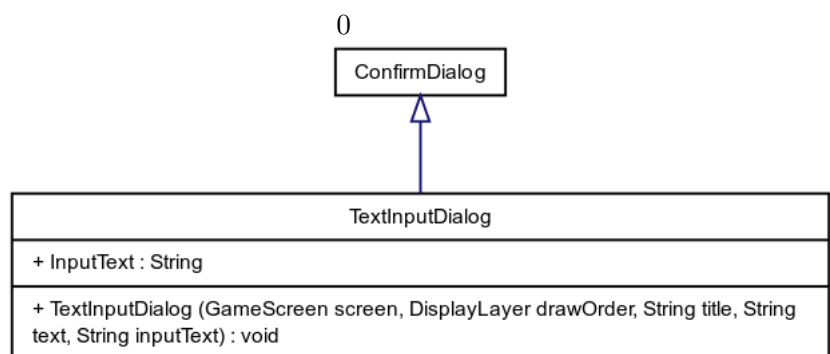 0
ConfirmDialog
TextInputDialog
+ InputText : String
+ TextInputDialog (GameScreen screen, DisplayLayer drawOrder, String title, String
text, String inputText) : void